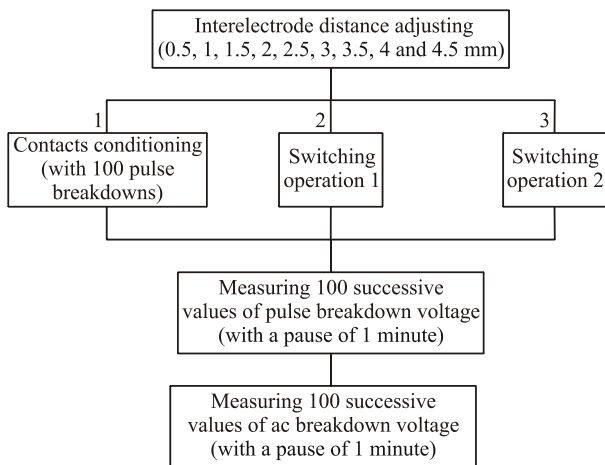 Interelectrode distance adjusting
(0.5, 1, 1.5, 2, 2.5, 3, 3.5, 4 and 4.5 mm)
1
Contacts conditioning
(with 100 pulse
breakdowns)
2
Switching
operation 1
3
Switching
operation 2
Measuring 100 successive
values of pulse breakdown voltage
(with a pause of 1 minute)
Measuring 100 successive
values of ac breakdown voltage
(with a pause of 1 minute)